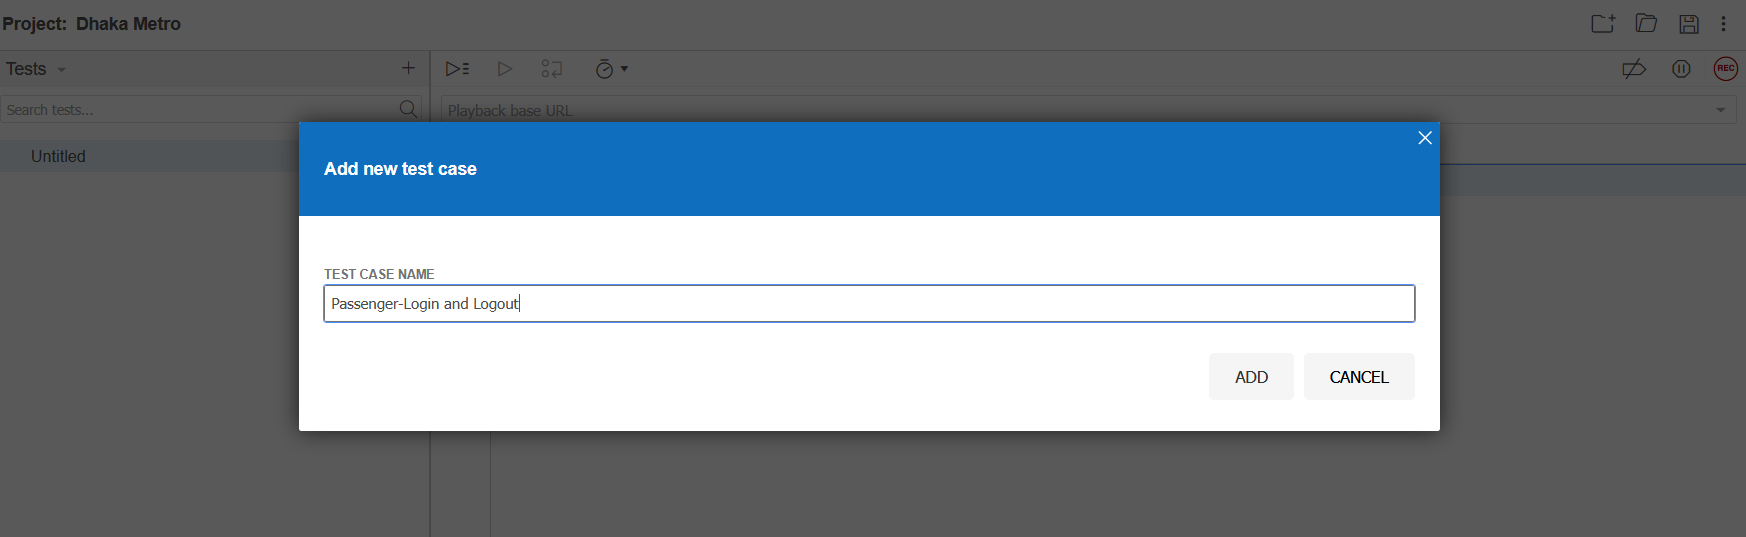 Project: Dhaka Metro
Tests
REC
Search tests...
Playback base URL
Untitled
Add new test case
TEST CASE NAME
Passenger-Login and Logout
ADD
CANCEL